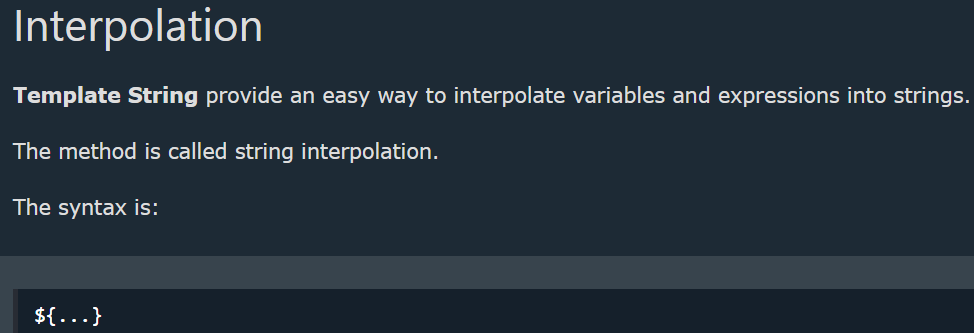 Interpolation
Template String provide an easy way to interpolate variables and expressions into strings.
The method is called string interpolation.
The syntax is:
${...}